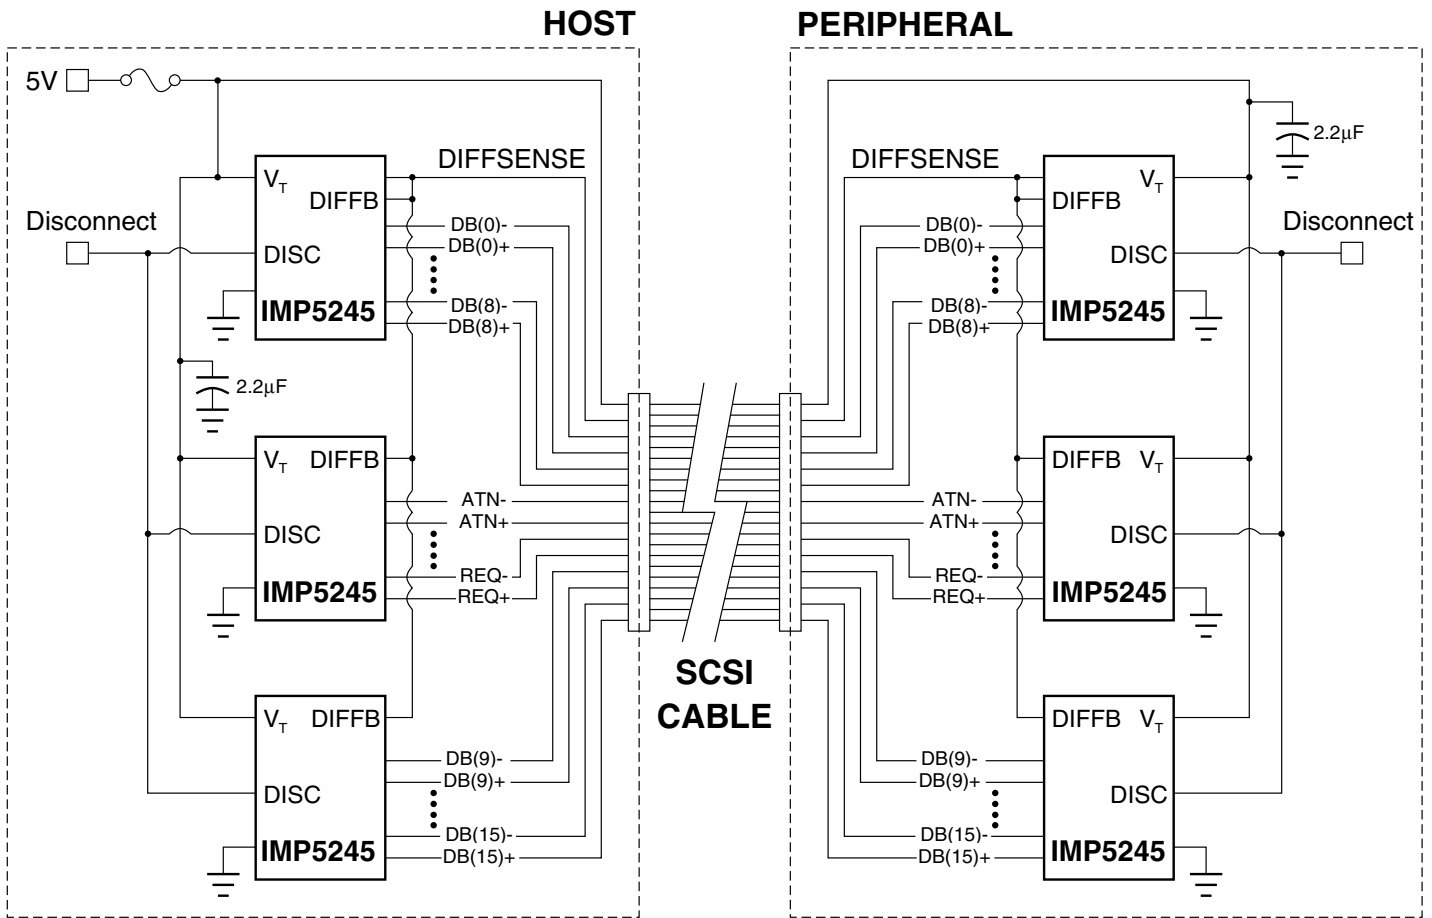 HOST
PERIPHERAL
5V
DIFFSENSE
VT
DIFFB
Disconnect
DB(0)-
DB(0)+
DISC
DB(8)-
IMP5245
DB(8)+
2.2µF
VT DIFFB
ATN-
ATN+
DISC
REQ-
IMP5245
REQ+
VT DIFFB
DB(9)-
DB(9)+
DISC
DB(15)-
IMP5245
DB(15)+
SCSI
CABLE
2.2µF
DIFFSENSE
VT
DIFFB
Disconnect
DB(0)-
DB(0)+
DISC
DB(8)-
IMP5245
DB(8)+
DIFFB VT
ATN-
ATN+
DISC
REQ-
IMP5245
REQ+
DIFFB VT
DB(9)-
DB(9)+
DISC
DB(15)-
IMP5245
DB(15)+